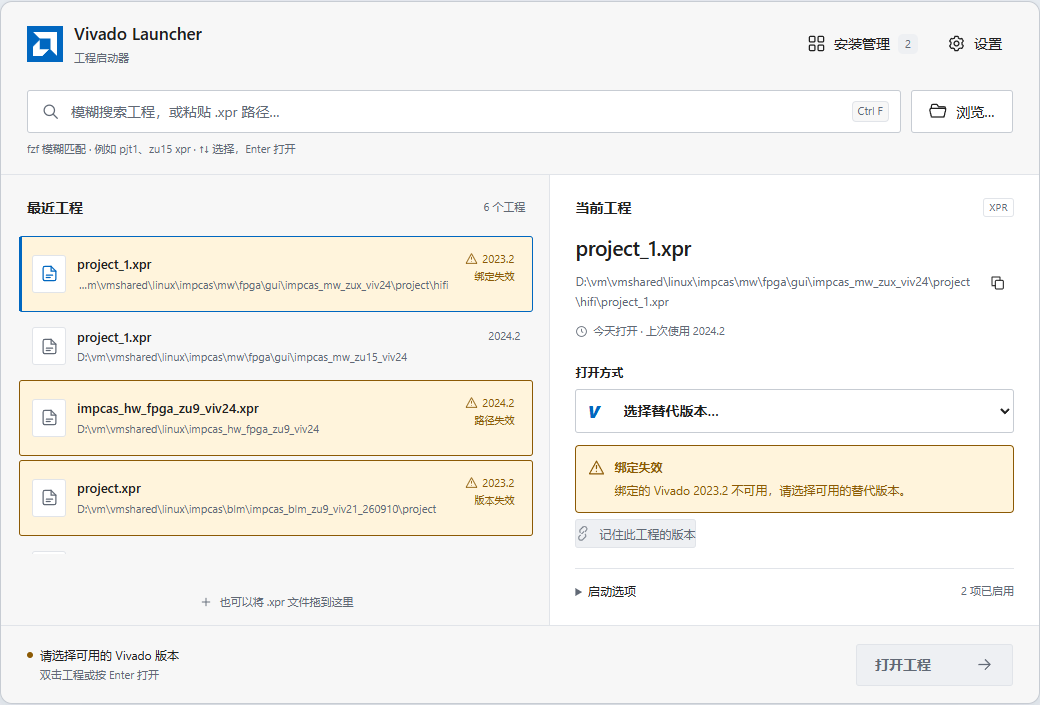 Vivado Launcher
工程启动器
安装管理 2
设置
模糊搜索工程，或粘贴 .xpr 路径...
Ctrl F
浏览...
fzf 模糊匹配 · 例如 pjt1、zu15 xpr · ↑↓ 选择，Enter 打开
最近工程
6 个工程
project_1.xpr
2023.2
...m\vmshared\linux\impcas\mw\fpga\gui\impcas_mw_zux_viv24\project\hifi
绑定失效
project_1.xpr
2024.2
D:\vm\vmshared\linux\impcas\mw\fpga\gui\impcas_mw_zu15_viv24
impcas_hw_fpga_zu9_viv24.xpr
2024.2
D:\vm\vmshared\linux\impcas_hw_fpga_zu9_viv24
路径失效
project.xpr
2023.2
D:\vm\vmshared\linux\impcas\blm\impcas_blm_zu9_viv21_260910\project
版本失效
+ 也可以将 .xpr 文件拖到这里
当前工程
XPR
project_1.xpr
D:\vm\vmshared\linux\impcas\mw\fpga\gui\impcas_mw_zux_viv24\project
\hifi\project_1.xpr
今天打开 · 上次使用 2024.2
打开方式
V 选择替代版本...
绑定失效
绑定的 Vivado 2023.2 不可用，请选择可用的替代版本。
记住此工程的版本
启动选项
2 项已启用
请选择可用的 Vivado 版本
双击工程或按 Enter 打开
打开工程 →